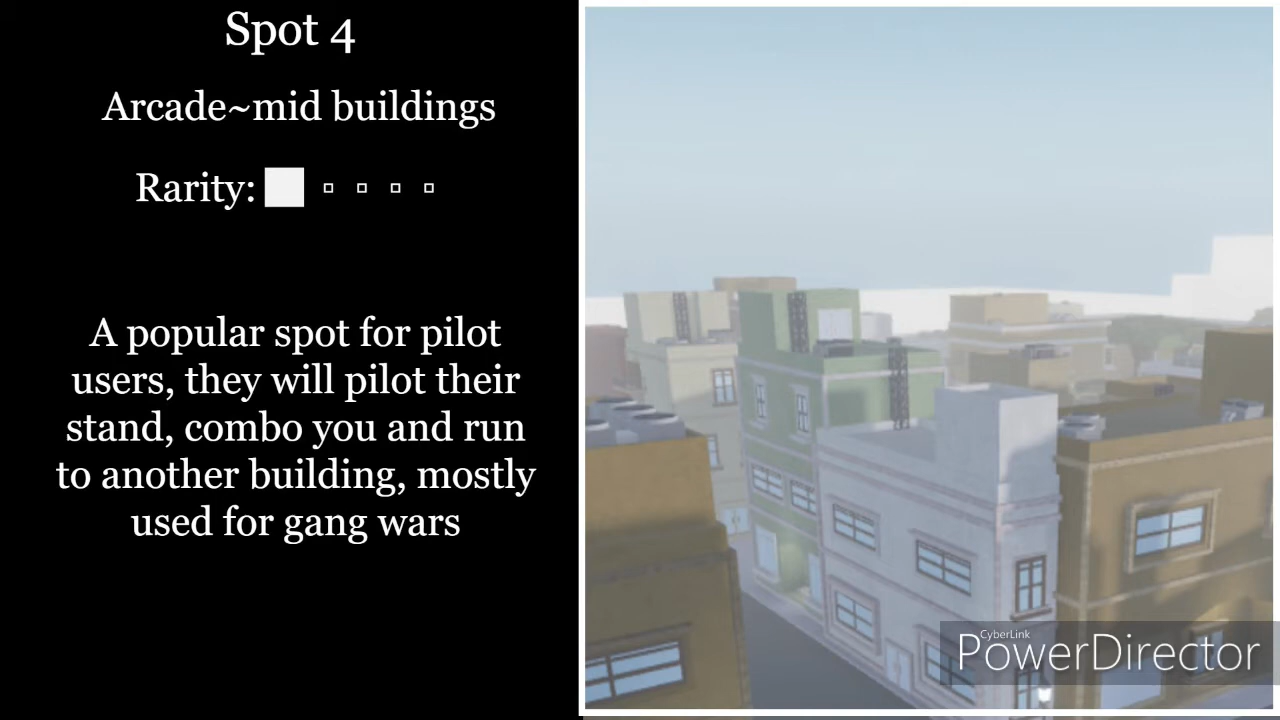 Spot 4
Arcade~mid buildings
Rarity:
A popular spot for pilot
users, they will pilot their
stand, combo you and run
to another building, mostly
used for gang wars
CyberLink
PowerDirector